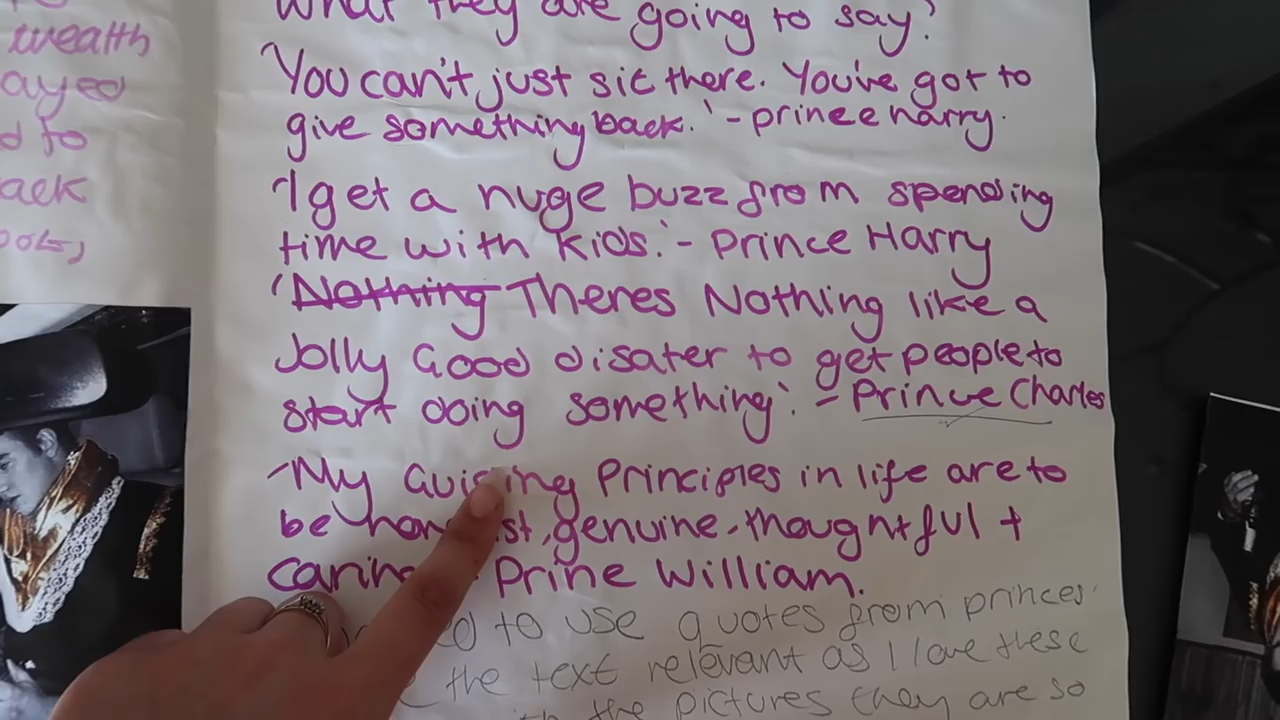 wealth
ayed
d to
ack
What they are going to say?
'You can't just sit there. You've got to
give something back.' - prince harry.
'I get a huge buzz from spending
time with kids.' - Prince Harry
'Nothing Theres Nothing like a
Jolly Good disater to get people to
start doing something'. - Prince Charles
'My Guiding Principles in life are to
be honest, genuine, thoughtful +
caring - Prine William.
to use quotes from princes
the text relevant as I love these
the pictures they are so